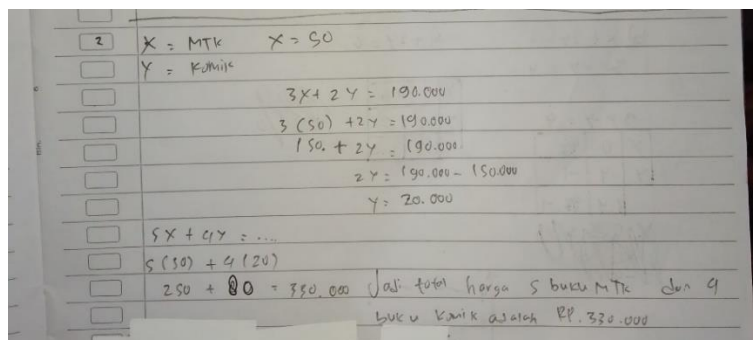 2 X = MTK X = 50
Y = Komik
3X + 2Y = 190.000
3 (50) + 2Y = 190.000
150. + 2Y = 190.000
2Y = 190.000 - 150.000
Y = 20.000
5X + 4Y = ....
5 (50) + 4 (20)
250 + 80 = 330.000 Jadi total harga 5 buku MTK dan 4
buku Komik adalah RP. 330.000